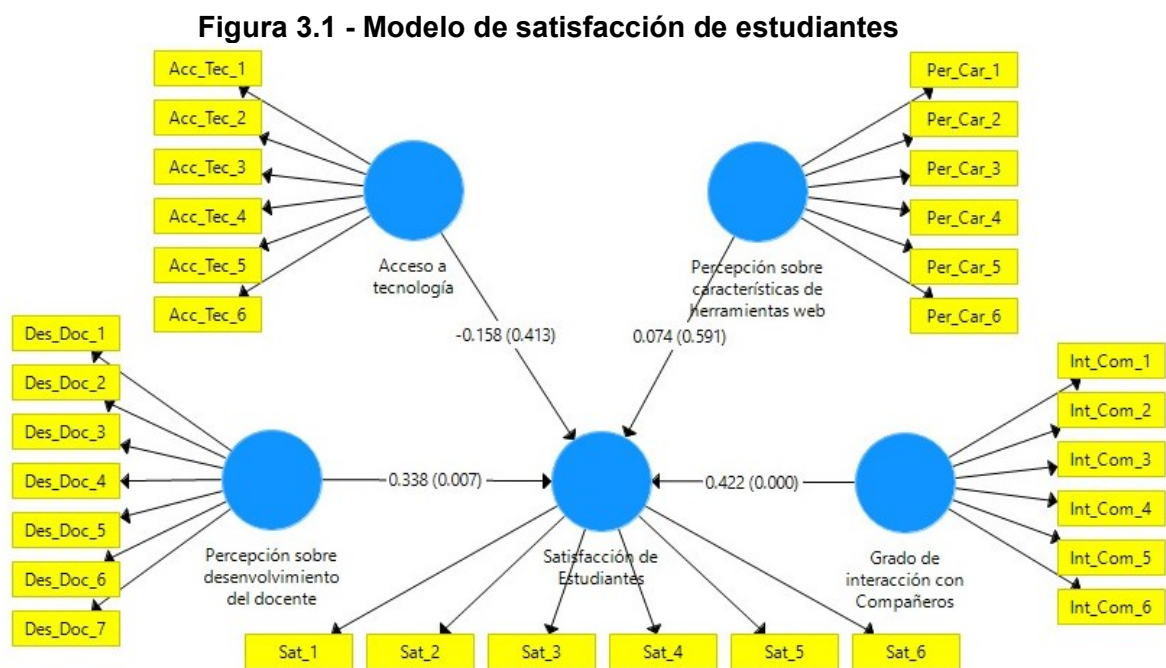 Figura 3.1 - Modelo de satisfacción de estudiantes
Acc_Tec_1
Acc_Tec_2
Acc_Tec_3
Acc_Tec_4
Acc_Tec_5
Acc_Tec_6
Acceso a
tecnología
Per_Car_1
Per_Car_2
Per_Car_3
Per_Car_4
Per_Car_5
Per_Car_6
Percepción sobre
características de
herramientas web
-0.158 (0.413)
0.074 (0.591)
Des_Doc_1
Des_Doc_2
Des_Doc_3
Des_Doc_4
Des_Doc_5
Des_Doc_6
Des_Doc_7
Percepción sobre
desenvolvimiento
del docente
0.338 (0.007)
Satisfacción de
Estudiantes
0.422 (0.000)
Grado de
interacción con
Compañeros
Int_Com_1
Int_Com_2
Int_Com_3
Int_Com_4
Int_Com_5
Int_Com_6
Sat_1
Sat_2
Sat_3
Sat_4
Sat_5
Sat_6